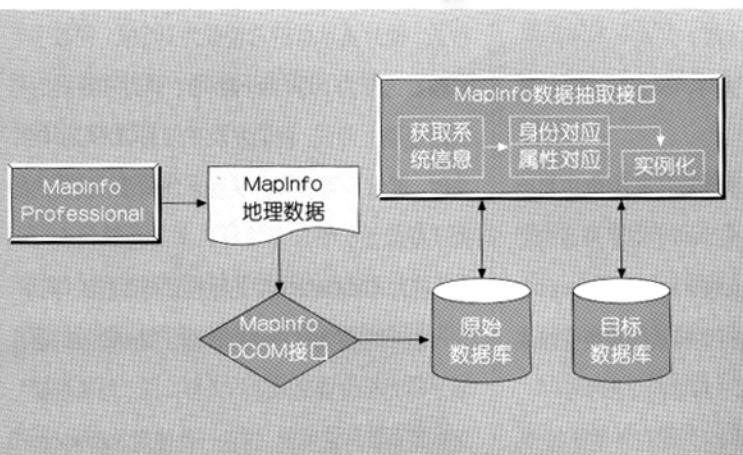 MapInfo数据抽取接口
获取系
统信息
身份对应
属性对应
实例化
MapInfo
Professional
MapInfo
地理数据
MapInfo
DCOM接口
原始
数据库
目标
数据库